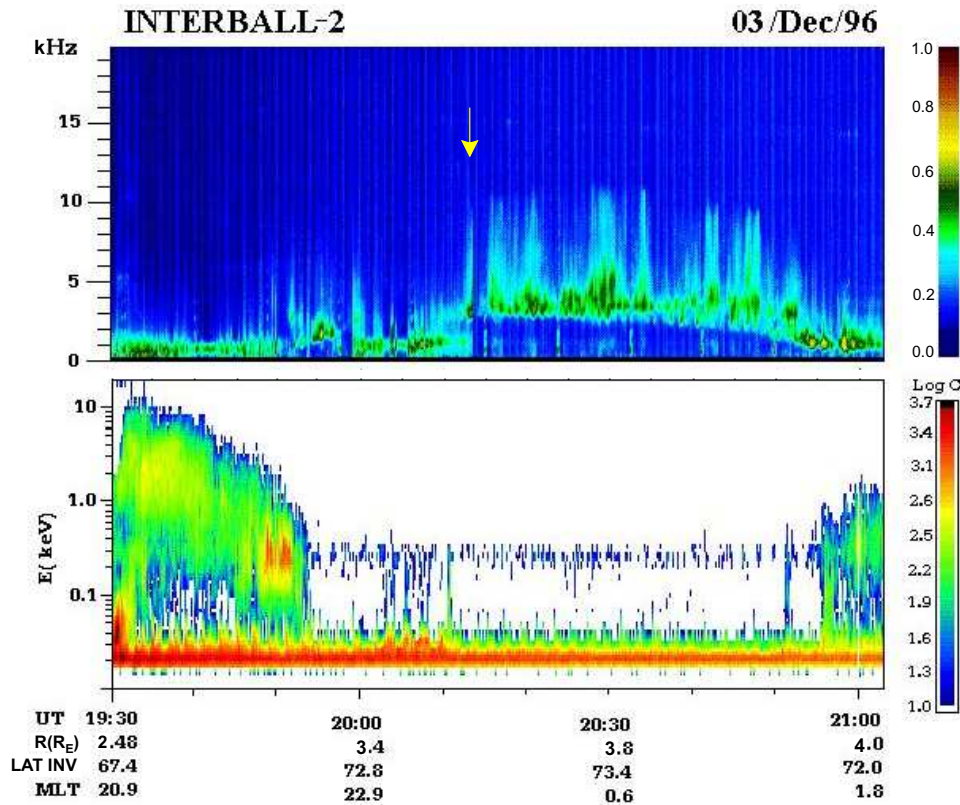 INTERBALL-2 03/Dec/96
kHz
15
10
5
0
1.0
0.8
0.6
0.4
0.2
0.0
E( keV)
10
1.0
0.1
Log C
3.7
3.4
3.1
2.8
2.5
2.2
1.9
1.6
1.3
1.0
UT 19:30 20:00 20:30 21:00
R(RE) 2.48 3.4 3.8 4.0
LAT INV 67.4 72.8 73.4 72.0
MLT 20.9 22.9 0.6 1.8